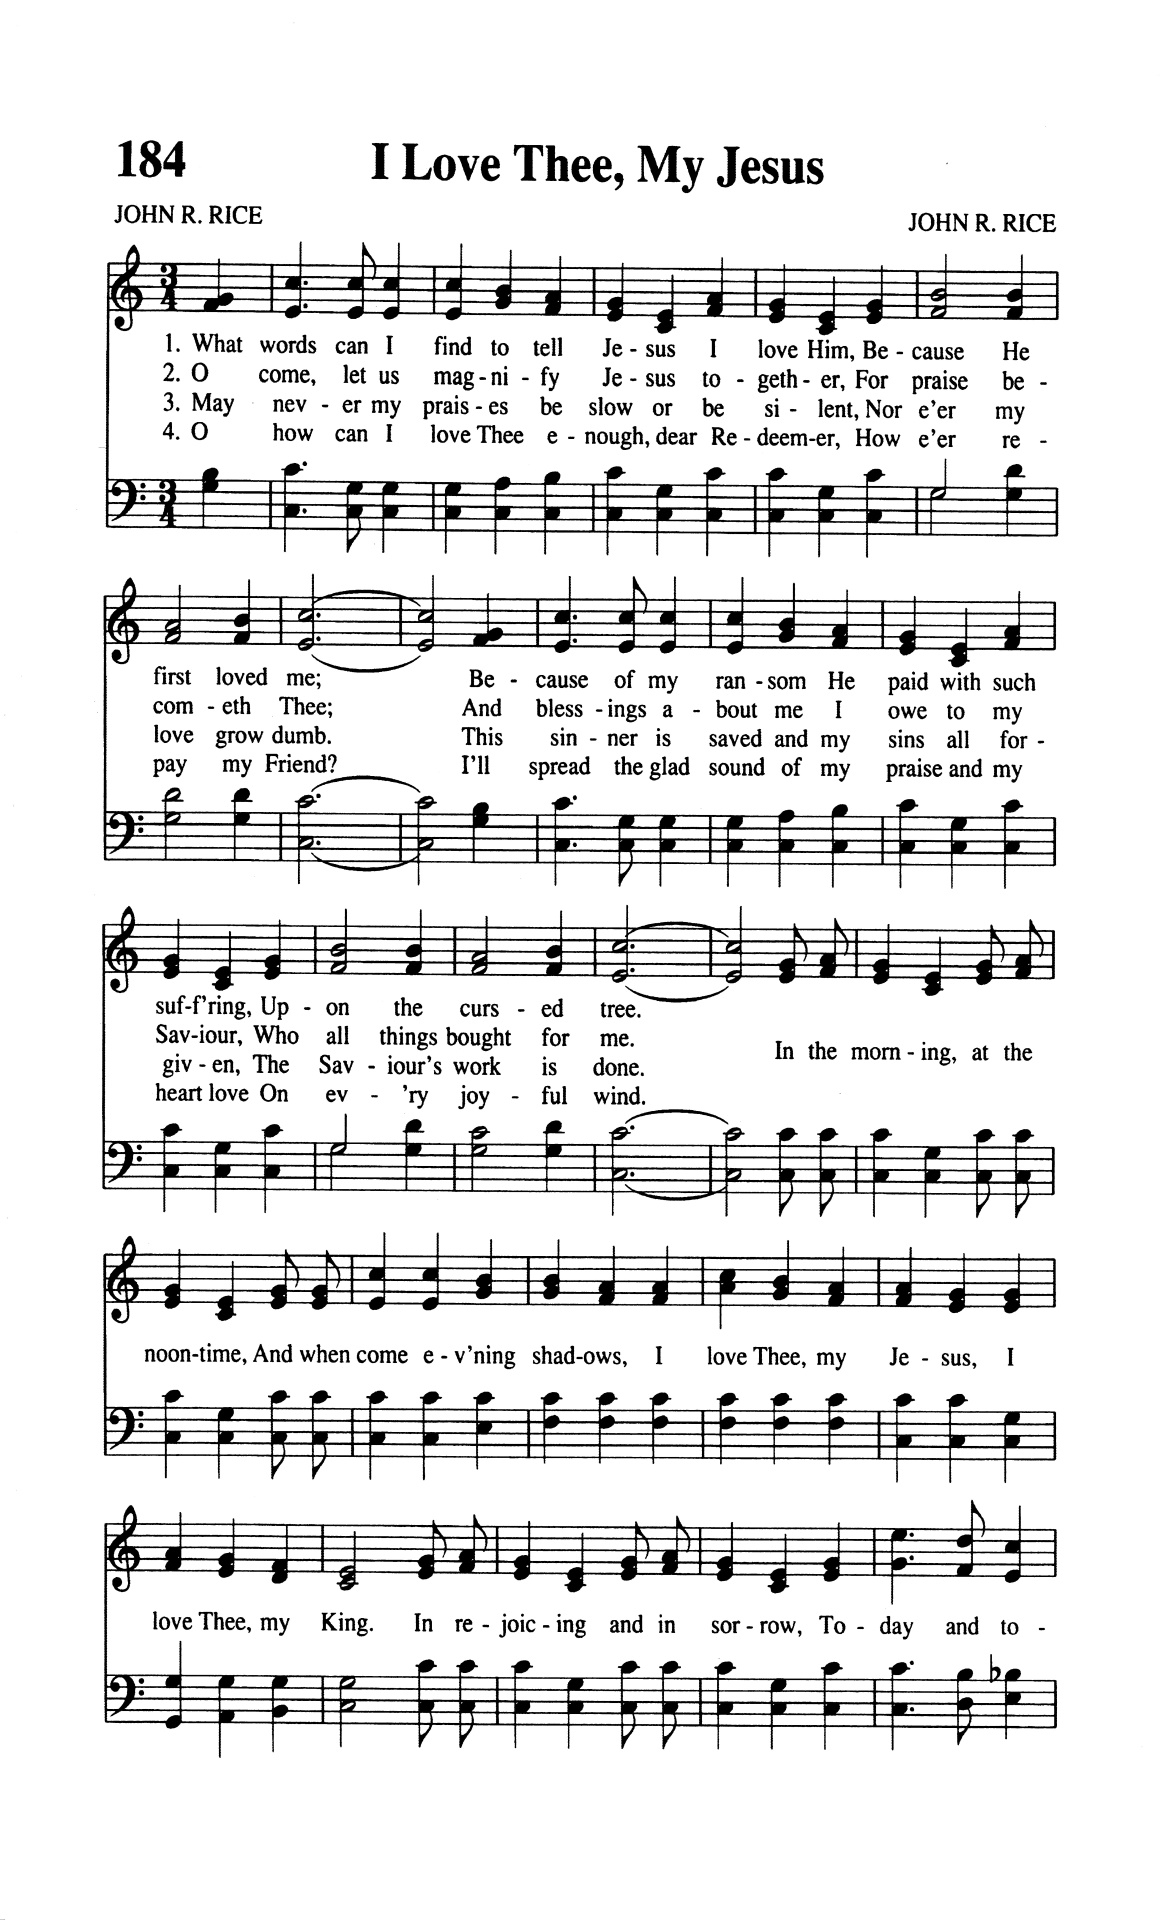 184 I Love Thee, My Jesus
JOHN R. RICE JOHN R. RICE
1. What words can I find to tell Je - sus I love Him, Be - cause He
2. O come, let us mag - ni - fy Je - sus to - geth - er, For praise be -
3. May nev - er my prais - es be slow or be si - lent, Nor e'er my
4. O how can I love Thee e - nough, dear Re - deem - er, How e'er re -
first loved me; Be - cause of my ran - som He paid with such
com - eth Thee; And bless - ings a - bout me I owe to my
love grow dumb. This sin - ner is saved and my sins all for -
pay my Friend? I'll spread the glad sound of my praise and my
suf-f'ring, Up - on the curs - ed tree.
Sav-iour, Who all things bought for me.
In the morn - ing, at the
giv - en, The Sav - iour's work is done.
heart love On ev - 'ry joy - ful wind.
noon-time, And when come e - v'ning shad-ows, I love Thee, my Je - sus, I
love Thee, my King. In re - joic - ing and in sor - row, To - day and to -